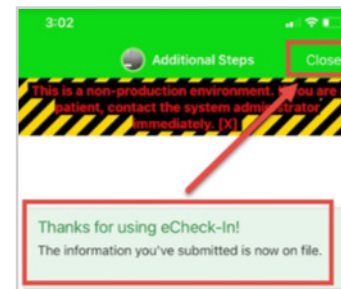 3:02
Additional Steps Close
This is a non-production environment. If you are
patient, contact the system administrator
immediately. [X]
Thanks for using eCheck-In!
The information you've submitted is now on file.